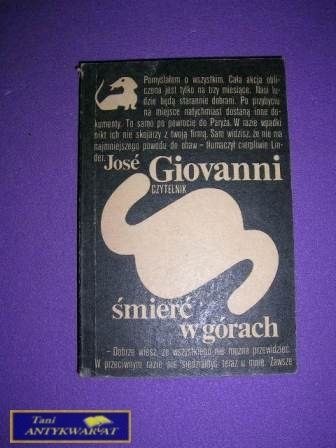 Pomyślałem o wszystkim. Cała akcja obli-
czona jest tylko na trzy miesiące. Nasi lu-
dzie będą starannie dobrani. Po przybyciu
na miejsce natychmiast dostaną inne do-
kumenty. To samo po powrocie do Paryża. W razie wpadki
nikt ich nie skojarzy z twoją firmą. Sam widzisz, że nie ma
najmniejszego powodu do obaw – tłumaczył cierpliwie Lin-
der.
José Giovanni
CZYTELNIK
śmierć
w górach
– Dobrze wiesz, że wszystkiego nie można przewidzieć.
W przeciwnym razie nie siedziałbyś teraz u mnie. Zawsze
Tani
ANTYKWARIAT